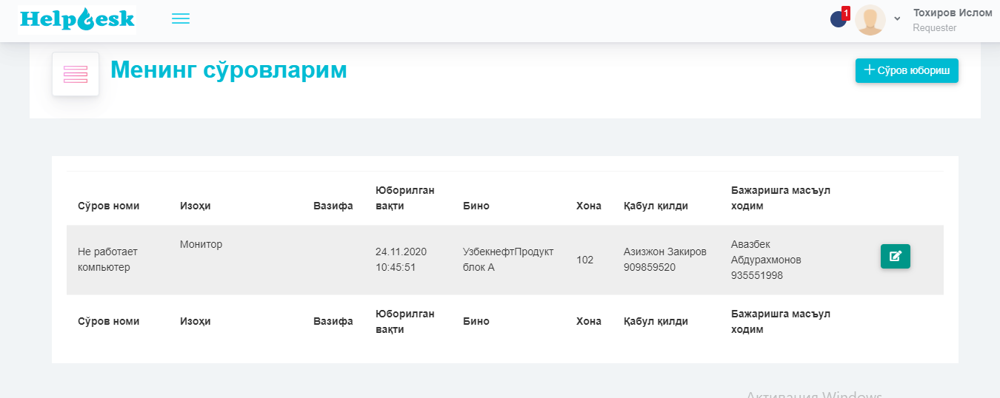 Helpdesk
1
Тохиров Ислом
Requester
Менинг сўровларим
Сўров юбориш
Сўров номи Изоҳи Вазифа Юборилган вақти Бино Хона Қабул қилди Бажаришга масъул ходим
Не работает компьютер Монитор 24.11.2020 10:45:51 УзбекнефтПродукт блок А 102 Азизжон Закиров 909859520 Авазбек Абдурахмонов 935551998
Сўров номи Изоҳи Вазифа Юборилган вақти Бино Хона Қабул қилди Бажаришга масъул ходим
Активация Windows